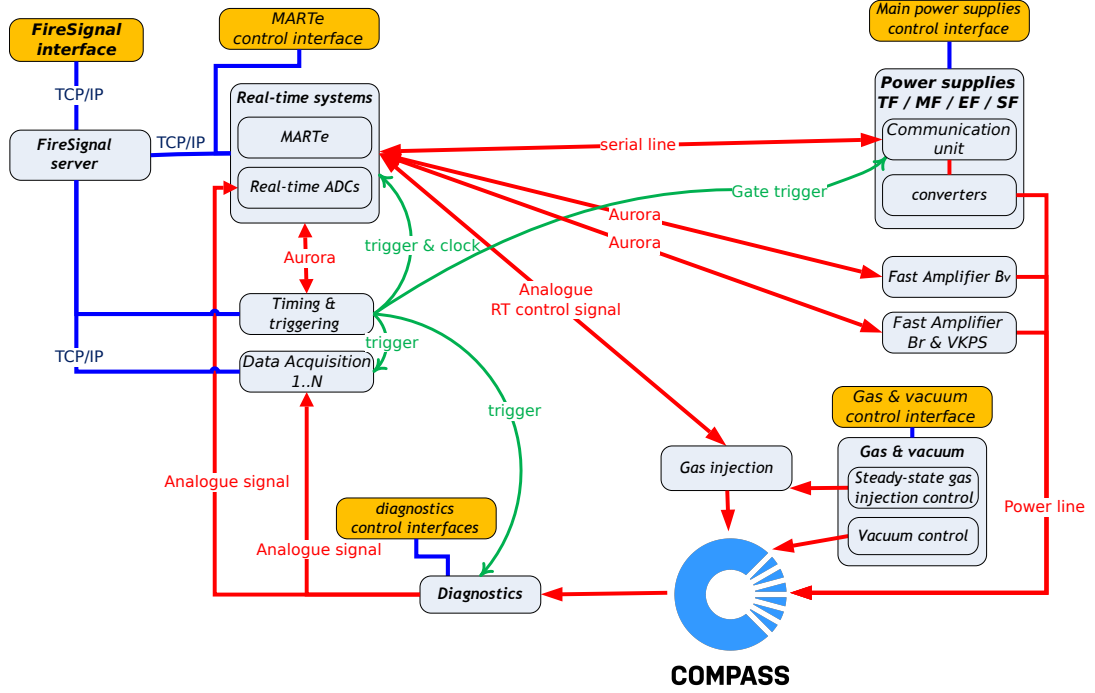 FireSignal
interface
MARTe
control interface
Main power supplies
control interface
TCP/IP
FireSignal
server
TCP/IP
Real-time systems
MARTe
Real-time ADCs
Power supplies
TF / MF / EF / SF
Communication
unit
converters
serial line
Gate trigger
Aurora
Aurora
trigger & clock
Aurora
Analogue
RT control signal
Fast Amplifier Bv
Fast Amplifier
Br & VKPS
Timing &
triggering
trigger
TCP/IP
Data Acquisition
1..N
trigger
Gas & vacuum
control interface
Gas & vacuum
Steady-state gas
injection control
Vacuum control
Gas injection
Power line
Analogue signal
diagnostics
control interfaces
Analogue signal
Diagnostics
COMPASS